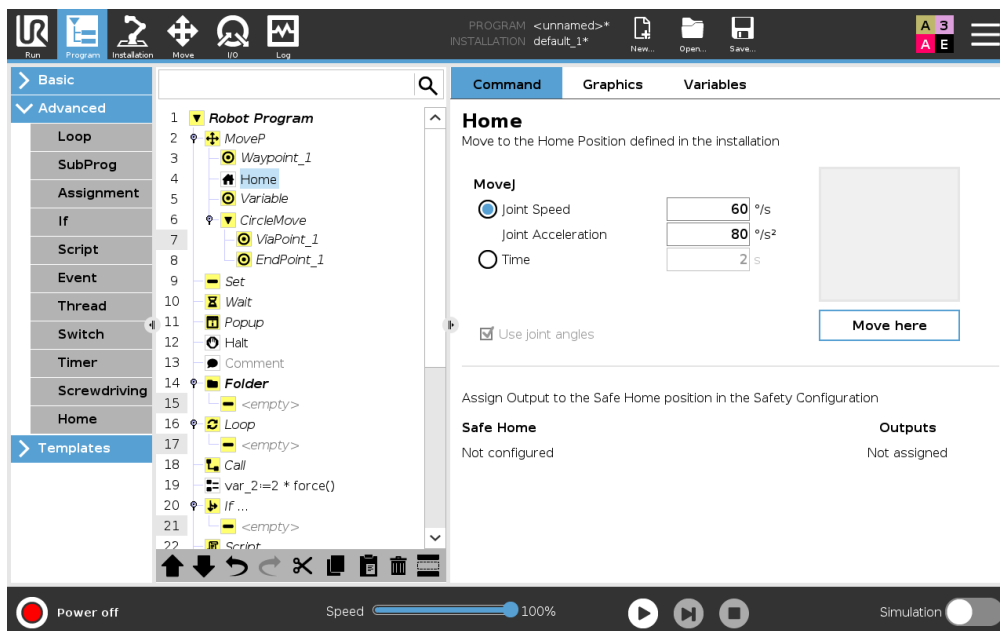 PROGRAM <unnamed>*
INSTALLATION default_1*
A 3
A E
UR
Run Program Installation Move I/O Log New... Open... Save...
Basic
Advanced
Loop
SubProg
Assignment
If
Script
Event
Thread
Switch
Timer
Screwdriving
Home
Templates
1 Robot Program
2 MoveP
3 Waypoint_1
4 Home
5 Variable
6 CircleMove
7 ViaPoint_1
8 EndPoint_1
9 Set
10 Wait
11 Popup
12 Halt
13 Comment
14 Folder
15 <empty>
16 Loop
17 <empty>
18 Call
19 var_2:=2 * force()
20 If ...
21 <empty>
22 Script
Command Graphics Variables
Home
Move to the Home Position defined in the installation
MoveJ
Joint Speed 60 °/s
Joint Acceleration 80 °/s²
Time 2 s
Use joint angles
Move here
Assign Output to the Safe Home position in the Safety Configuration
Safe Home Outputs
Not configured Not assigned
Power off Speed 100% Simulation